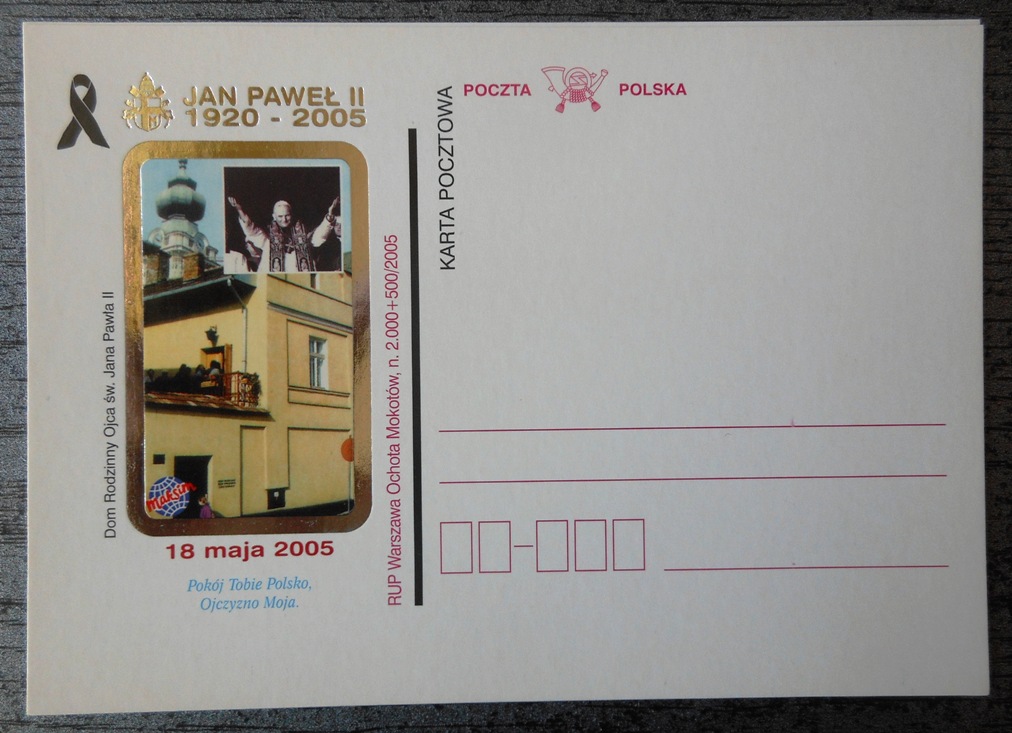 JAN PAWEŁ II
1920 - 2005
Dom Rodzinny Ojca św. Jana Pawła II
maksim
18 maja 2005
Pokój Tobie Polsko,
Ojczyzno Moja.
RUP Warszawa Ochota Mokotów, n. 2.000+500/2005
KARTA POCZTOWA
POCZTA POLSKA